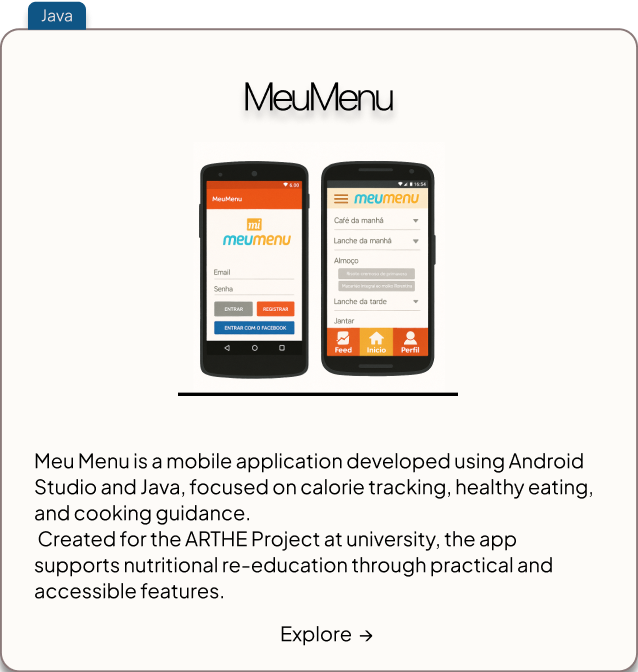 Java
MeuMenu
6:00
MeuMenu
mi
meumenu
Email
Senha
ENTRAR REGISTRAR
ENTRAR COM O FACEBOOK
16:54
meumenu
Café da manhã
Lanche da manhã
Almoço
Lanche da tarde
Jantar
Feed Início Perfil
Meu Menu is a mobile application developed using Android
Studio and Java, focused on calorie tracking, healthy eating,
and cooking guidance.
Created for the ARTHE Project at university, the app
supports nutritional re-education through practical and
accessible features.
Explore →